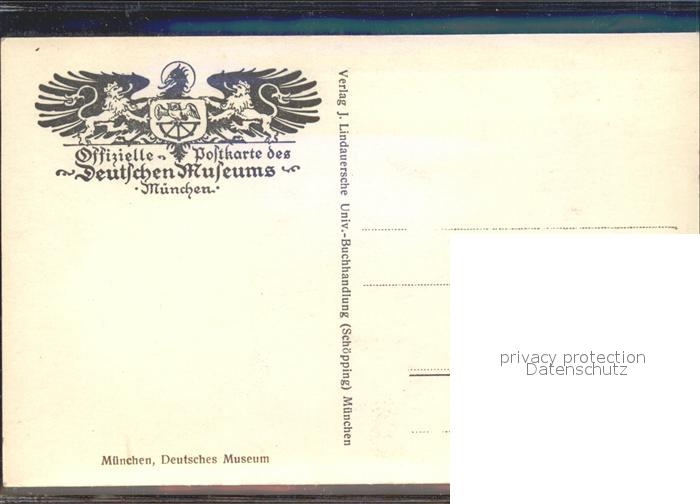 Offizielle Postkarte des
Deutschen Museums
· München ·
Verlag J. Lindauersche Univ.-Buchhandlung (Schöpping) München
privacy protection
Datenschutz
München, Deutsches Museum